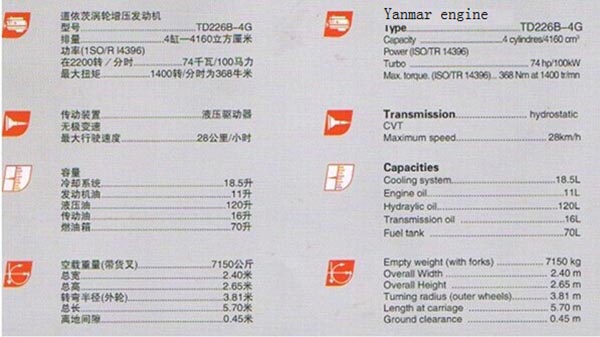 道依茨涡轮增压发动机
型号 TD226B-4G
排量 4缸—4160立方厘米
功率(1SO/R I4396)
在2200转/分时 74千瓦/100马力
最大扭矩 1400转/分时为368牛米
传动装置 液压驱动器
无极变速
最大行驶速度 28公里/小时
容量
冷却系统 18.5升
发动机油 11升
液压油 120升
传动油 16升
燃油箱 70升
空载重量(带货叉) 7150公斤
总宽 2.40米
总高 2.65米
转弯半径(外轮) 3.81米
总长 5.70米
离地间隙 0.45米
Yanmar engine
Type TD226B-4G
Capacity 4 cylindres/4160 cm³
Power (ISO/TR 14396)
Turbo 74 hp/100kW
Max. torque. (ISO/TR 14396)... 368 Nm at 1400 tr/mn
Transmission hydrostatic
CVT
Maximum speed 28km/h
Capacities
Cooling system 18.5L
Engine oil 11L
Hydraylic oil 120L
Transmission oil 16L
Fuel tank 70L
Empty weight (with forks) 7150 kg
Overall Width 2.40 m
Overall Height 2.65 m
Turning radius (outer wheels) 3.81 m
Length at carriage 5.70 m
Ground clearance 0.45 m